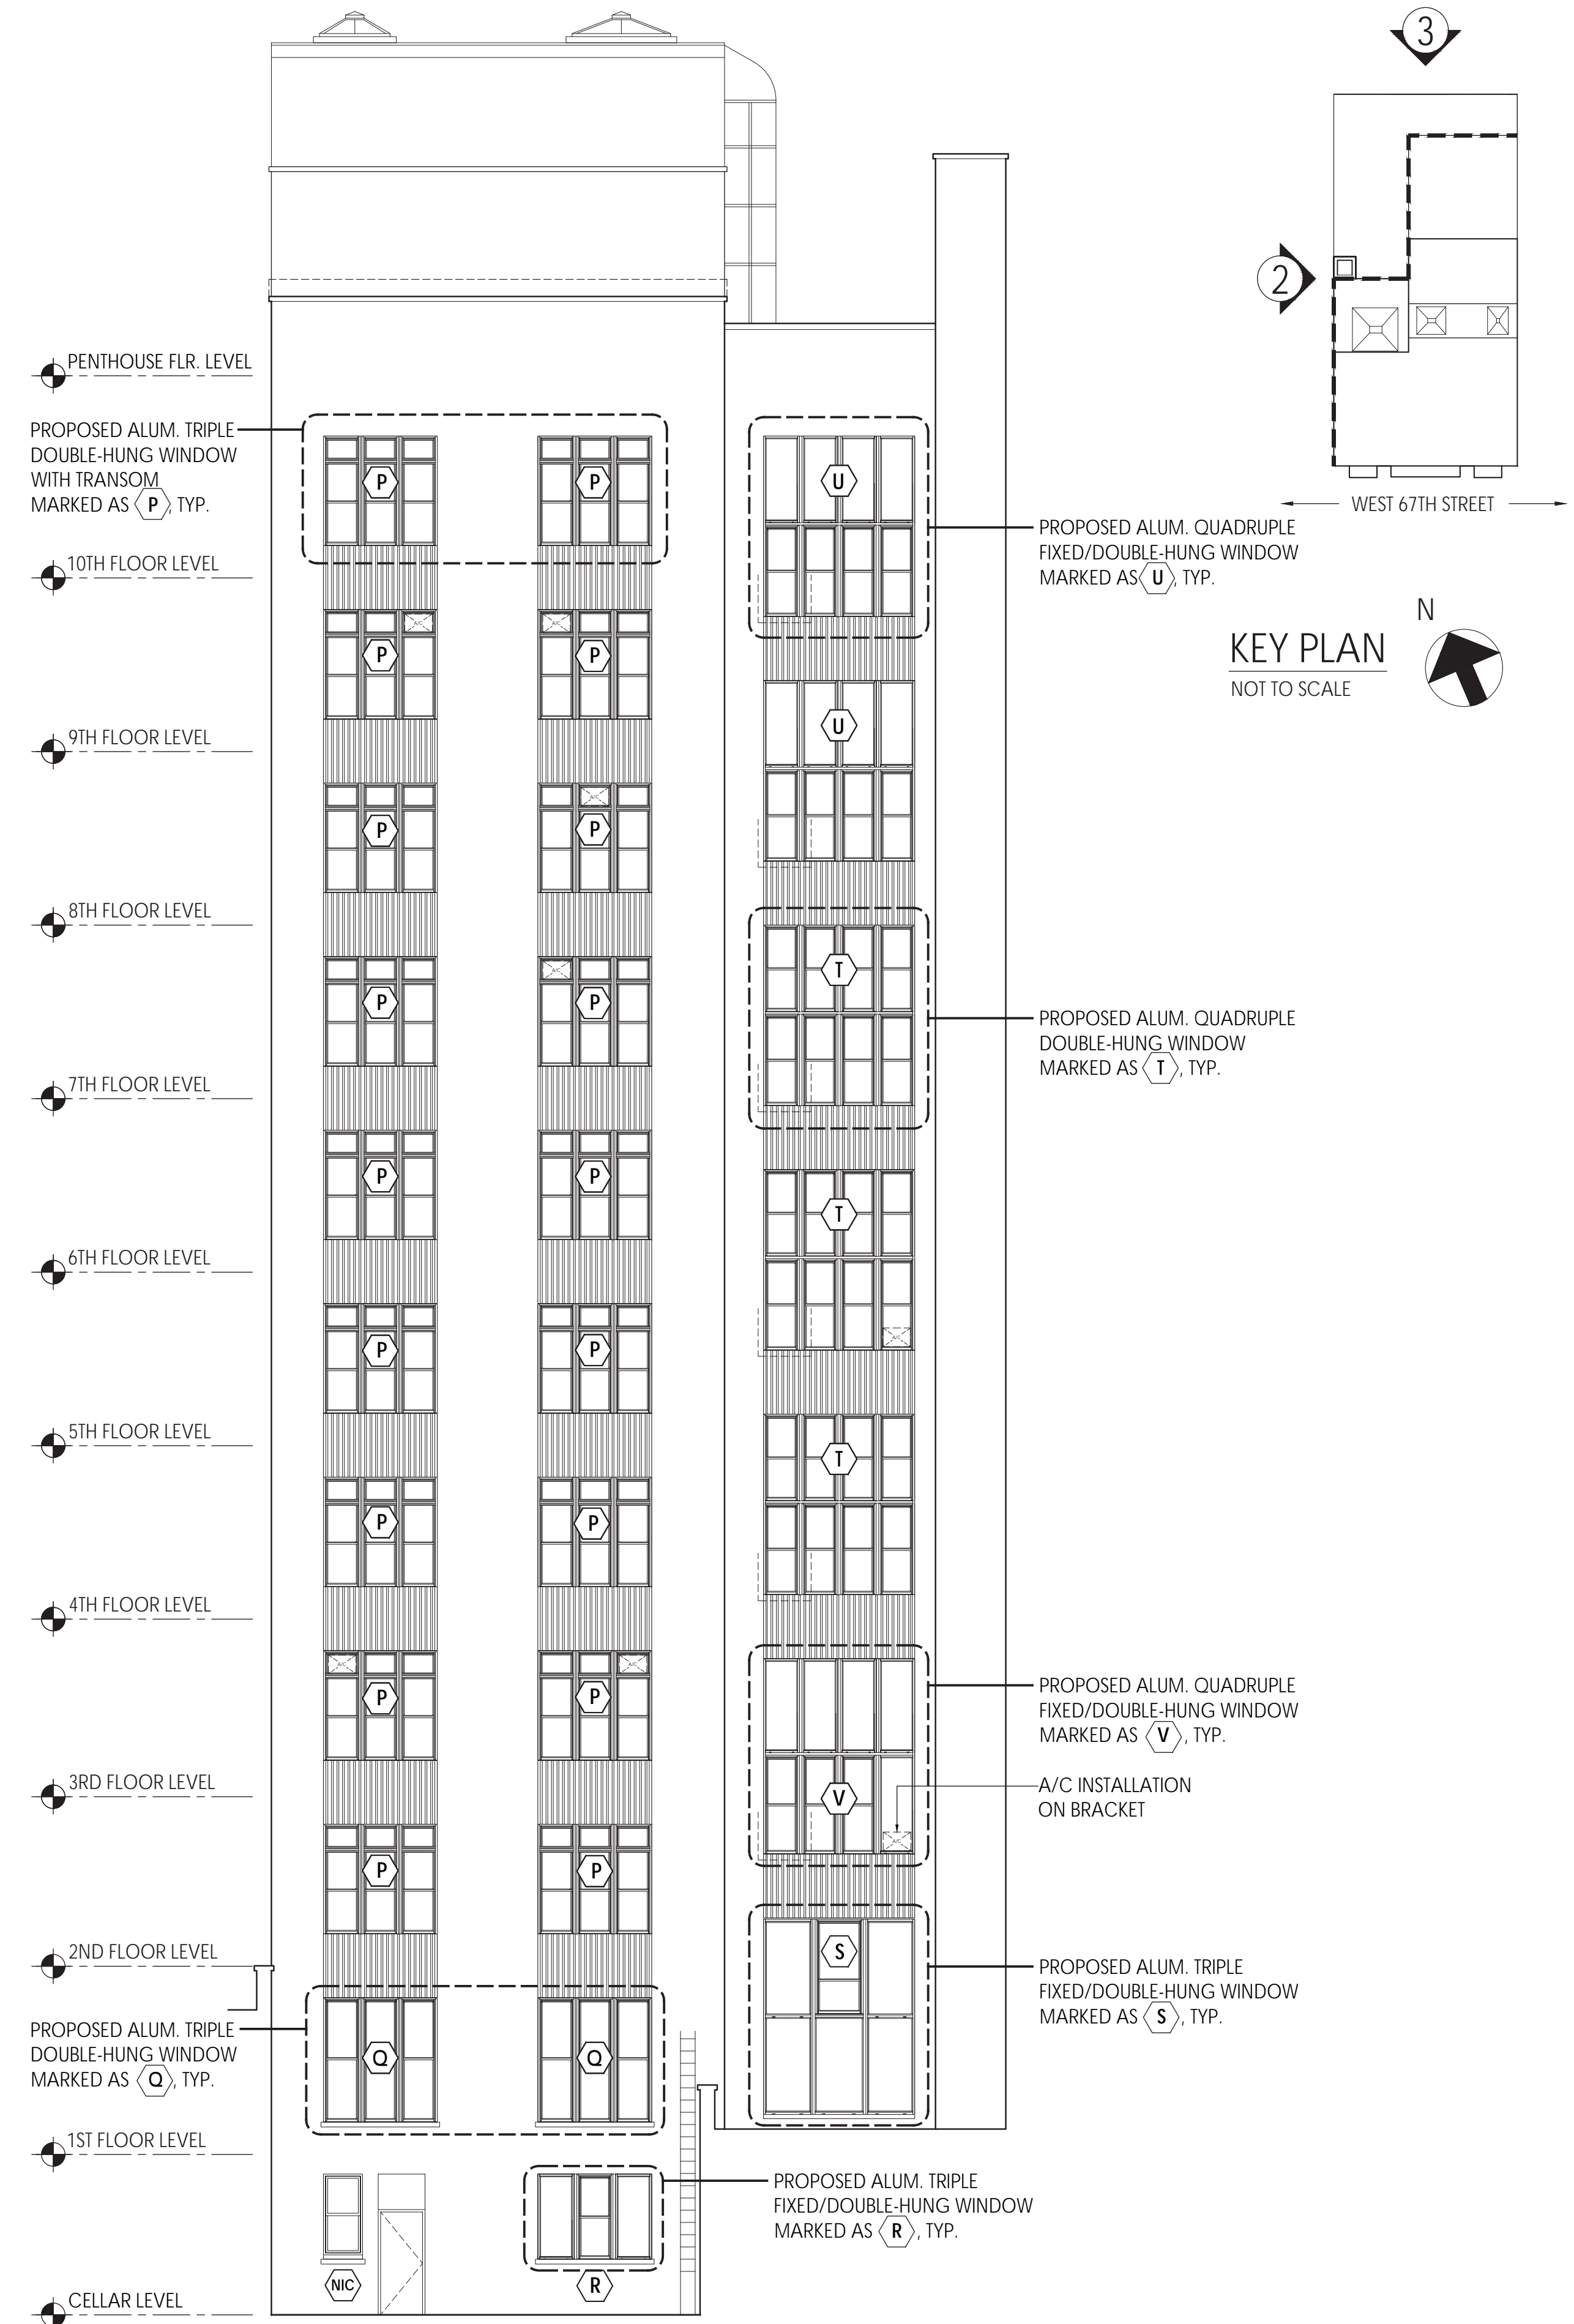 3
2
WEST 67TH STREET
N
KEY PLAN
NOT TO SCALE
PENTHOUSE FLR. LEVEL
PROPOSED ALUM. TRIPLE
DOUBLE-HUNG WINDOW
WITH TRANSOM
MARKED AS P, TYP.
10TH FLOOR LEVEL
9TH FLOOR LEVEL
8TH FLOOR LEVEL
7TH FLOOR LEVEL
6TH FLOOR LEVEL
5TH FLOOR LEVEL
4TH FLOOR LEVEL
3RD FLOOR LEVEL
2ND FLOOR LEVEL
PROPOSED ALUM. TRIPLE
DOUBLE-HUNG WINDOW
MARKED AS Q, TYP.
1ST FLOOR LEVEL
CELLAR LEVEL
P
P
A/C
A/C
P
P
A/C
P
P
A/C
P
P
P
P
P
P
P
P
A/C
A/C
P
P
P
P
Q
Q
NIC
R
U
U
T
T
A/C
T
V
A/C
S
PROPOSED ALUM. QUADRUPLE
FIXED/DOUBLE-HUNG WINDOW
MARKED AS U, TYP.
PROPOSED ALUM. QUADRUPLE
DOUBLE-HUNG WINDOW
MARKED AS T, TYP.
PROPOSED ALUM. QUADRUPLE
FIXED/DOUBLE-HUNG WINDOW
MARKED AS V, TYP.
A/C INSTALLATION
ON BRACKET
PROPOSED ALUM. TRIPLE
FIXED/DOUBLE-HUNG WINDOW
MARKED AS S, TYP.
PROPOSED ALUM. TRIPLE
FIXED/DOUBLE-HUNG WINDOW
MARKED AS R, TYP.